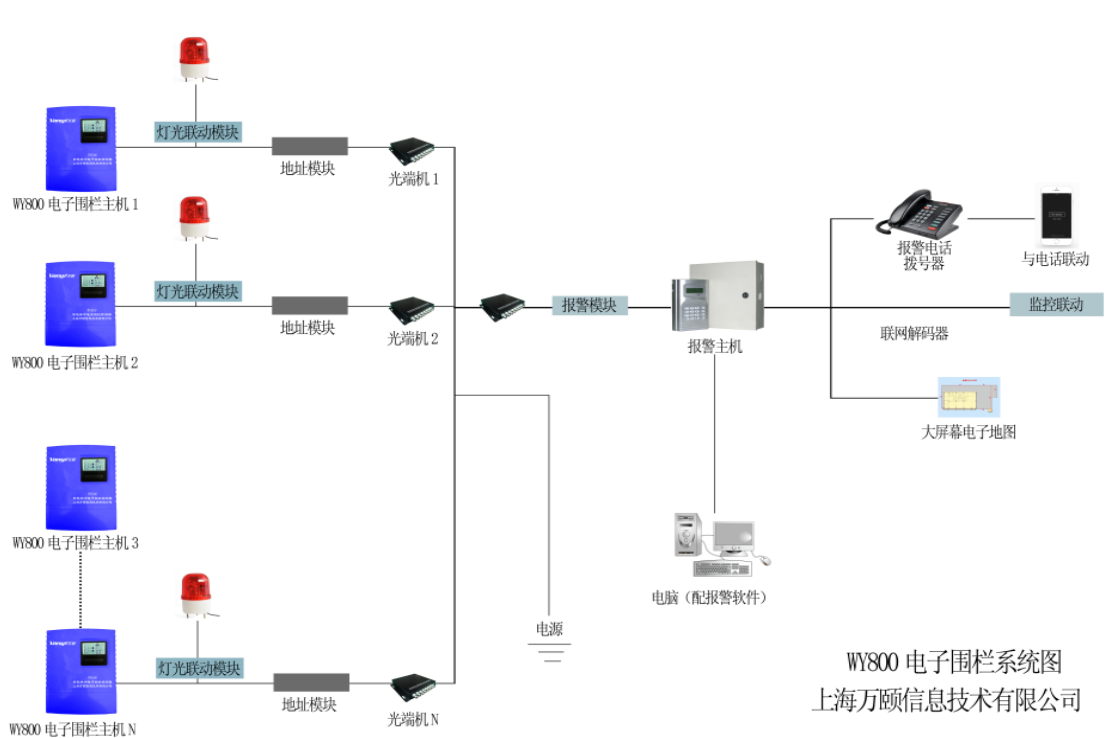 灯光联动模块
地址模块
光端机 1
WY800 电子围栏主机 1
灯光联动模块
地址模块
光端机 2
WY800 电子围栏主机 2
报警模块
报警主机
报警电话
拨号器
与电话联动
监控联动
联网解码器
大屏幕电子地图
WY800 电子围栏主机 3
电脑（配报警软件）
电源
灯光联动模块
地址模块
光端机 N
WY800 电子围栏主机 N
WY800 电子围栏系统图
上海万颐信息技术有限公司